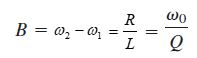 B = ω₂ − ω₁ = R/L = ω0/Q